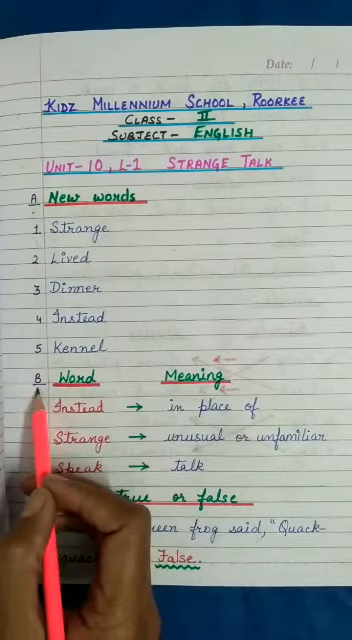 Date: / /
KIDZ MILLENNIUM SCHOOL, ROORKEE
CLASS- II
SUBJECT- ENGLISH
UNIT-10, L-1 STRANGE TALK
A New words
1 Strange
2 Lived
3 Dinner
4 Instead
5 Kennel
B Word Meaning
Instead → in place of
Strange → unusual or unfamiliar
Speak → talk
true or false
frog said, "Quack-
False.